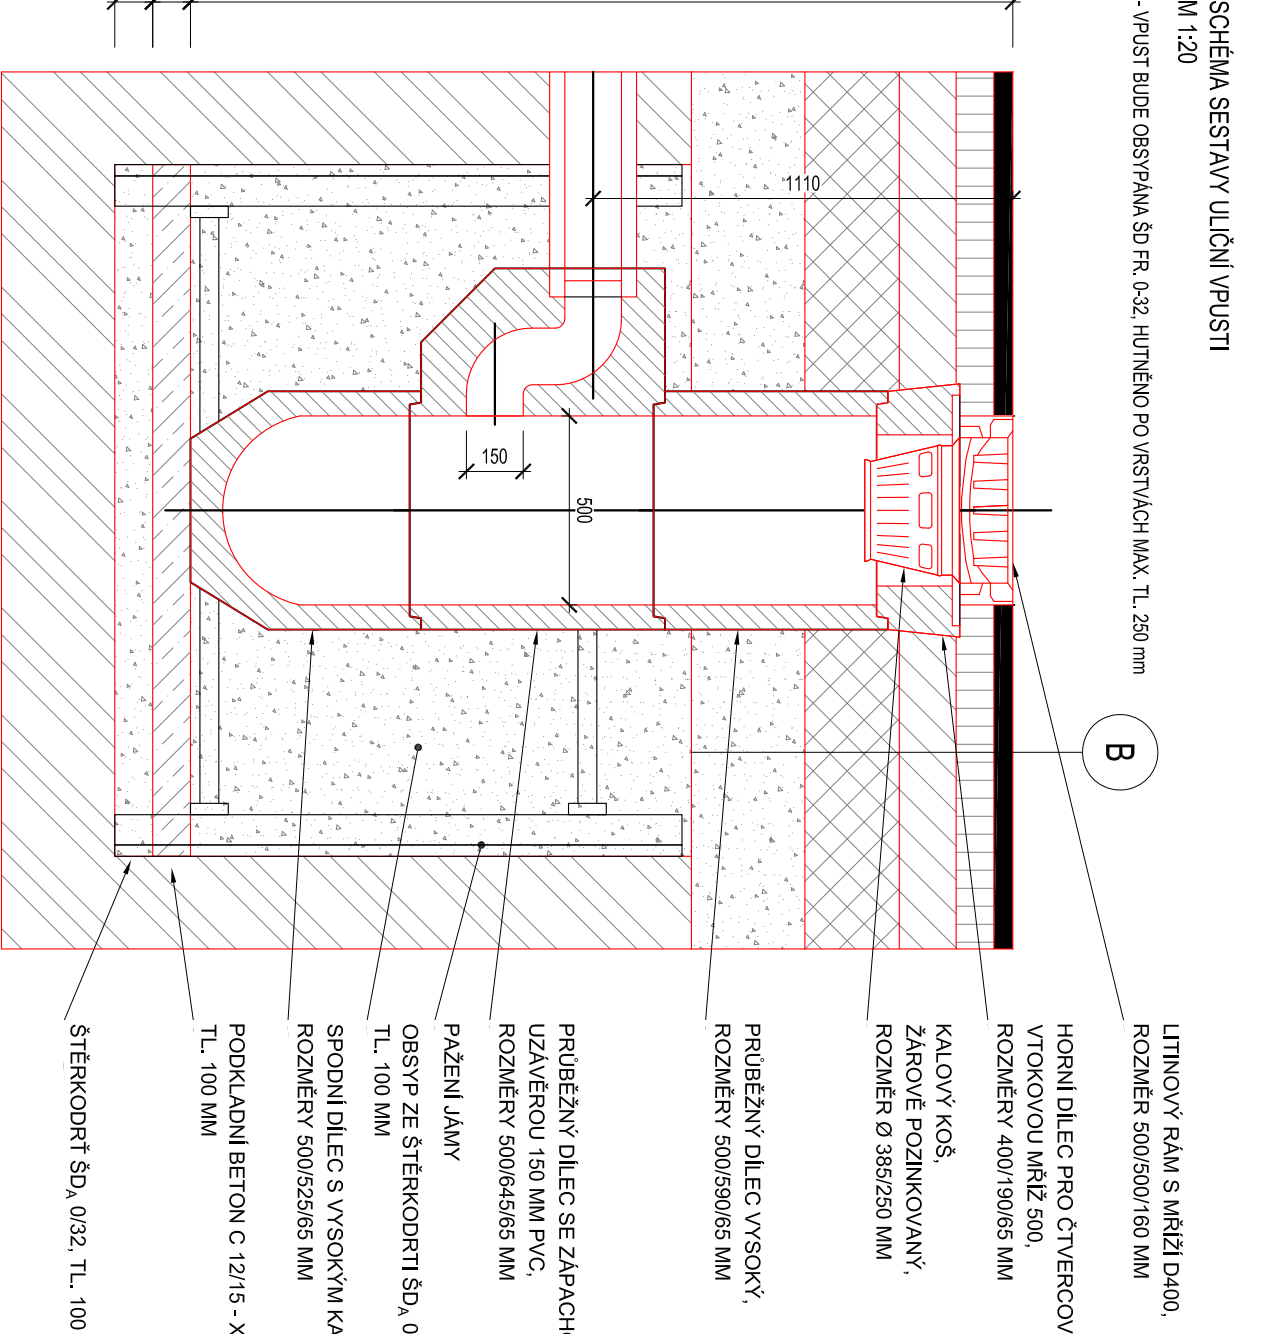 SCHÉMA SESTAVY ULIČNÍ VPUSTI
M 1:20
- VPUST BUDE OBSYPÁNA ŠD FR. 0-32, HUTNĚNO PO VRSTVÁCH MAX. TL. 250 mm
B
1110
150
500
LITINOVÝ RÁM S MŘÍŽÍ D400,
ROZMĚR 500/500/160 MM
HORNÍ DÍLEC PRO ČTVERCOV
VTOKOVOU MŘÍŽ 500,
ROZMĚRY 400/190/65 MM
KALOVÝ KOŠ,
ŽÁROVĚ POZINKOVANÝ,
ROZMĚR Ø 385/250 MM
PRŮBĚŽNÝ DÍLEC VYSOKÝ,
ROZMĚRY 500/590/65 MM
PRŮBĚŽNÝ DÍLEC SE ZÁPACHO
UZÁVĚROU 150 MM PVC,
ROZMĚRY 500/645/65 MM
PAŽENÍ JÁMY
OBSYP ZE ŠTĚRKODRTI ŠDA 0
TL. 100 MM
SPODNÍ DÍLEC S VYSOKÝM KA
ROZMĚRY 500/525/65 MM
PODKLADNÍ BETON C 12/15 - X
TL. 100 MM
ŠTĚRKODRŤ ŠDA 0/32, TL. 100